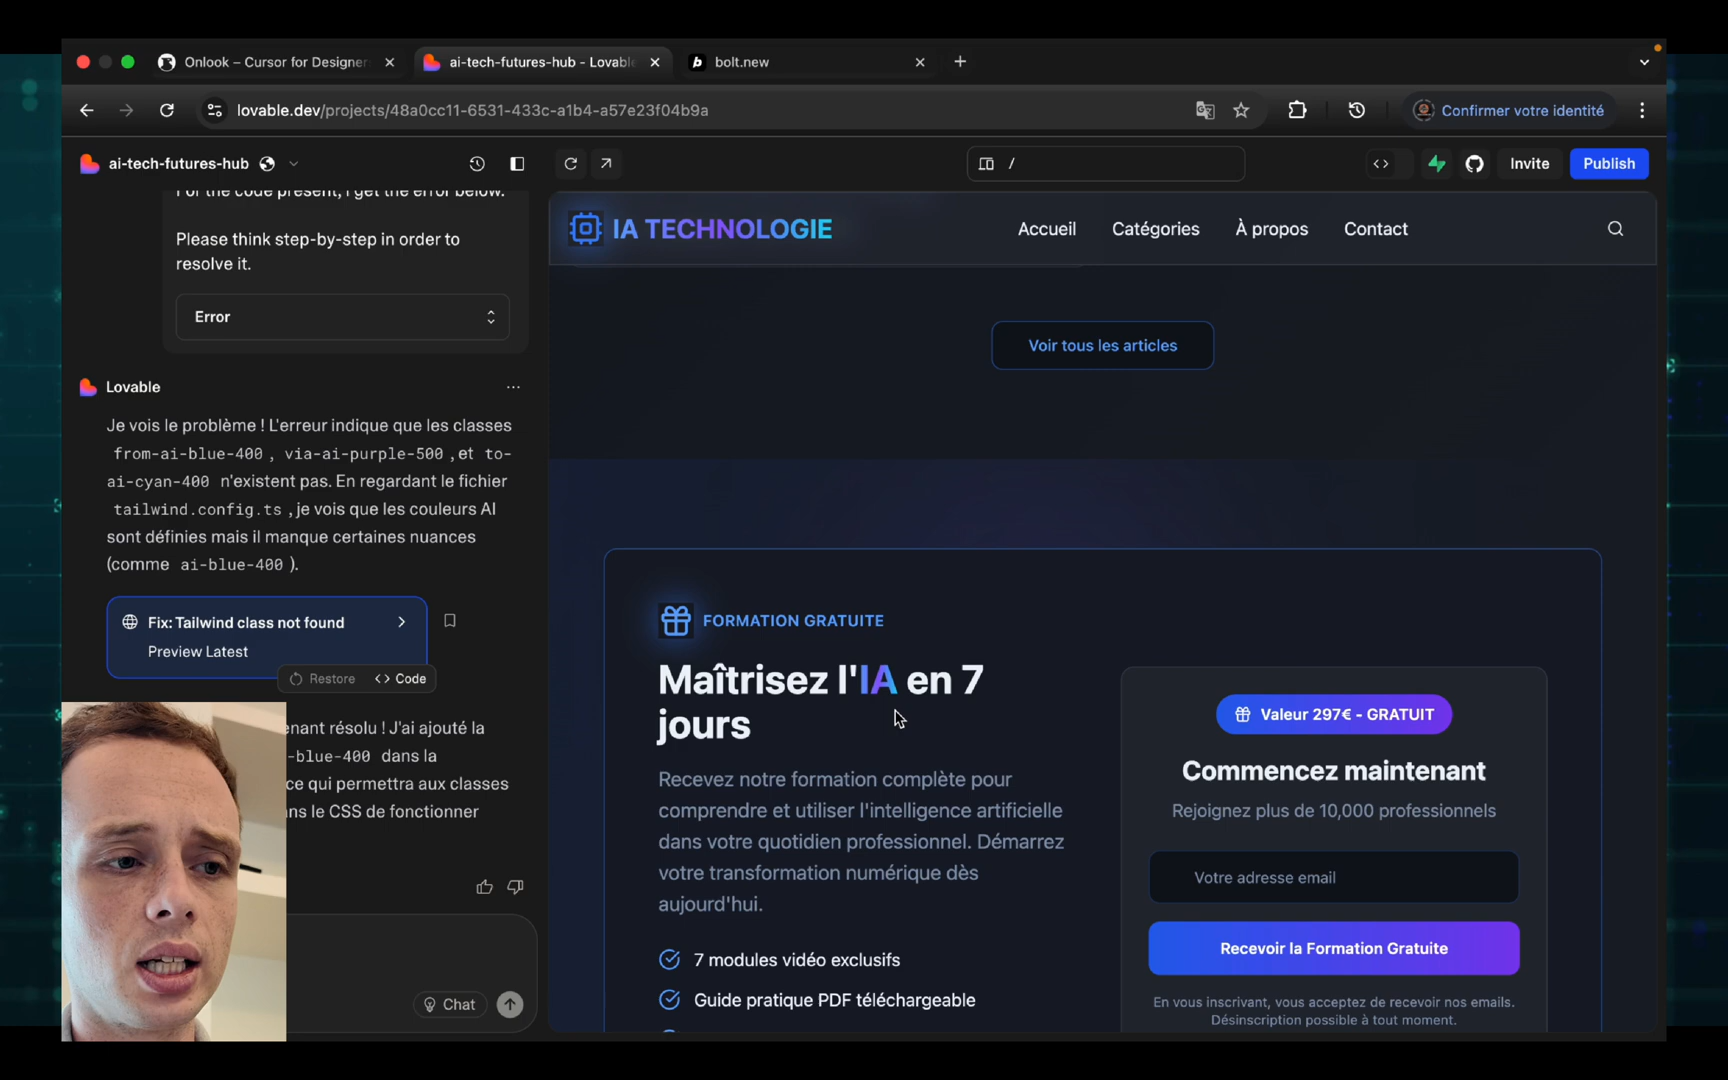 Onlook – Cursor for Designer
ai-tech-futures-hub - Lovable
bolt.new
lovable.dev/projects/48a0cc11-6531-433c-a1b4-a57e23f04b9a
Confirmer votre identité
ai-tech-futures-hub
/
Invite
Publish
For the code present, I get the error below.
Please think step-by-step in order to
resolve it.
Error
Lovable
Je vois le problème ! L'erreur indique que les classes
from-ai-blue-400 , via-ai-purple-500 , et to-
ai-cyan-400 n'existent pas. En regardant le fichier
tailwind.config.ts , je vois que les couleurs AI
sont définies mais il manque certaines nuances
(comme ai-blue-400 ).
Fix: Tailwind class not found
Preview Latest
Restore
<> Code
enant résolu ! J'ai ajouté la
-blue-400 dans la
ce qui permettra aux classes
ns le CSS de fonctionner
Chat
IA TECHNOLOGIE
Accueil
Catégories
À propos
Contact
Voir tous les articles
FORMATION GRATUITE
Maîtrisez l'IA en 7
jours
Recevez notre formation complète pour
comprendre et utiliser l'intelligence artificielle
dans votre quotidien professionnel. Démarrez
votre transformation numérique dès
aujourd'hui.
7 modules vidéo exclusifs
Guide pratique PDF téléchargeable
Valeur 297€ - GRATUIT
Commencez maintenant
Rejoignez plus de 10,000 professionnels
Votre adresse email
Recevoir la Formation Gratuite
En vous inscrivant, vous acceptez de recevoir nos emails.
Désinscription possible à tout moment.